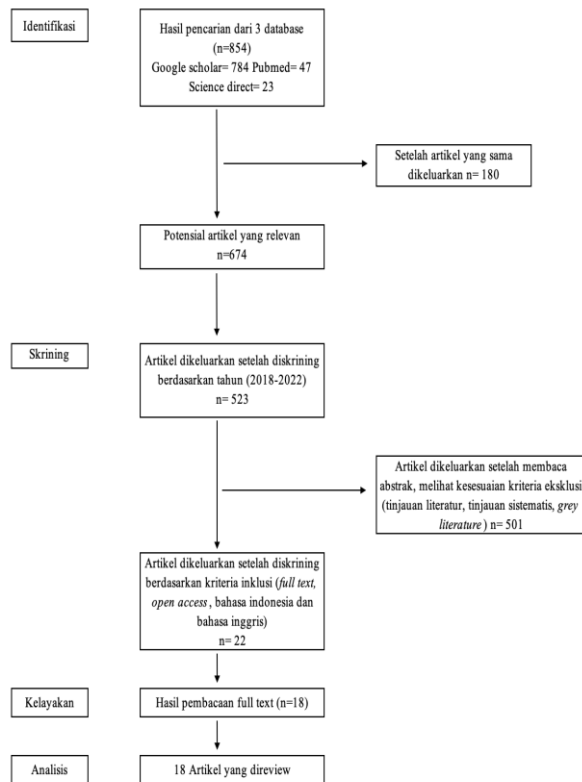 Identifikasi
Hasil pencarian dari 3 database
(n=854)
Google scholar= 784 Pubmed= 47
Science direct= 23
Setelah artikel yang sama
dikeluarkan n= 180
Potensial artikel yang relevan
n=674
Skrining
Artikel dikeluarkan setelah diskrining
berdasarkan tahun (2018-2022)
n= 523
Artikel dikeluarkan setelah membaca
abstrak, melihat kesesuaian kriteria eksklusi
(tinjauan literatur, tinjauan sistematis, grey
literature) n= 501
Artikel dikeluarkan setelah diskrining
berdasarkan kriteria inklusi (full text,
open access, bahasa indonesia dan
bahasa inggris)
n= 22
Kelayakan
Hasil pembacaan full text (n=18)
Analisis
18 Artikel yang direview